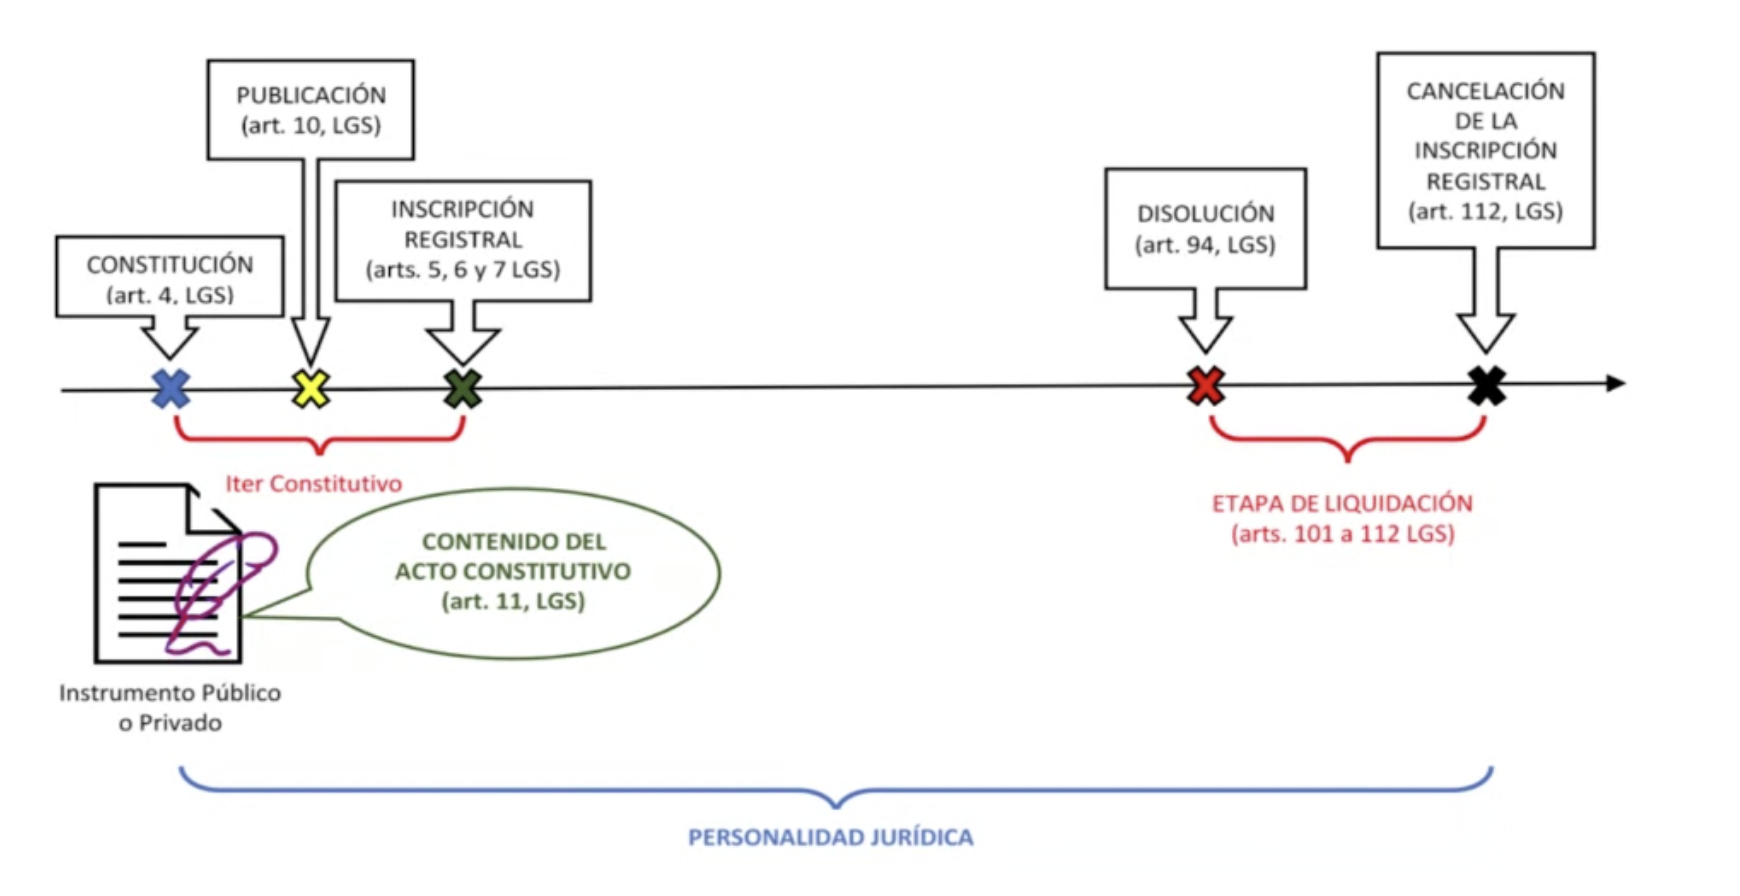 PUBLICACIÓN
(art. 10, LGS)
INSCRIPCIÓN
REGISTRAL
(arts. 5, 6 y 7 LGS)
CONSTITUCIÓN
(art. 4, LGS)
DISOLUCIÓN
(art. 94, LGS)
CANCELACIÓN
DE LA
INSCRIPCIÓN
REGISTRAL
(art. 112, LGS)
Iter Constitutivo
CONTENIDO DEL
ACTO CONSTITUTIVO
(art. 11, LGS)
Instrumento Público
o Privado
ETAPA DE LIQUIDACIÓN
(arts. 101 a 112 LGS)
PERSONALIDAD JURÍDICA